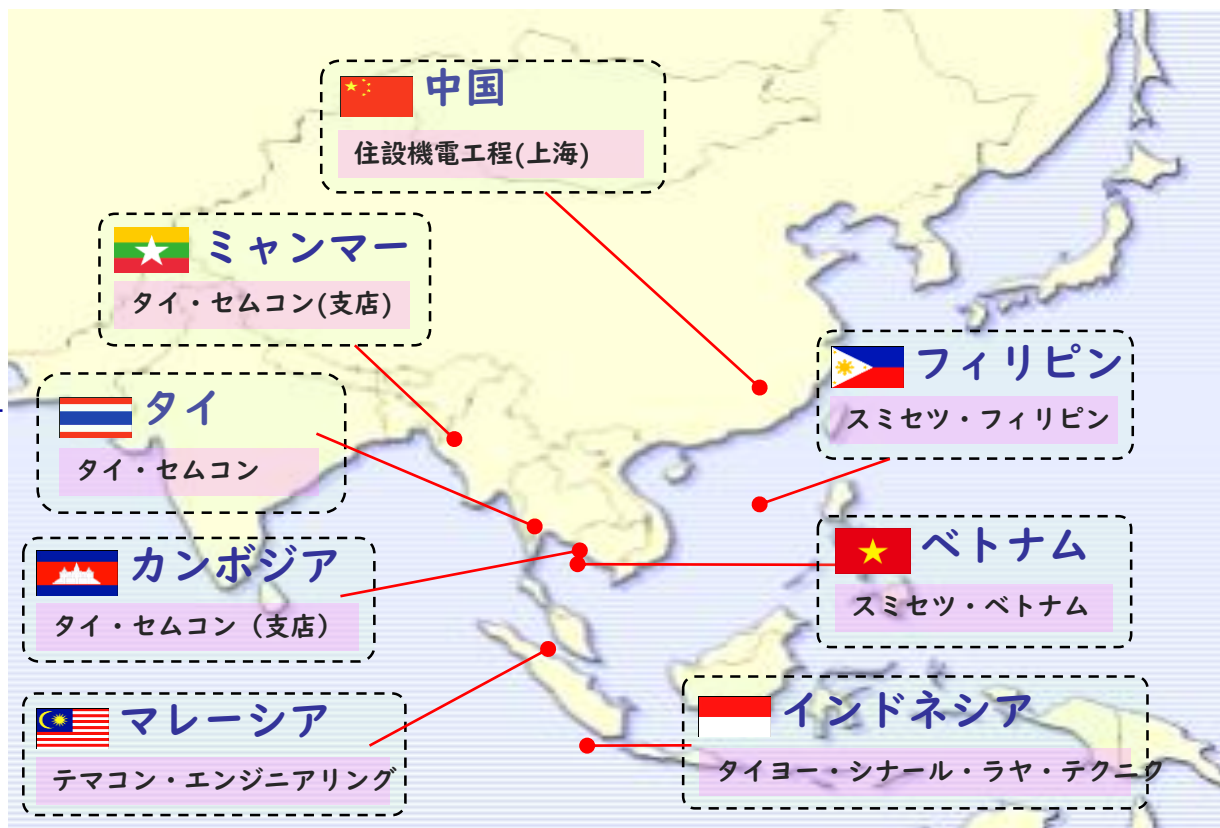 中国
住設機電工程(上海)
ミャンマー
タイ・セムコン(支店)
フィリピン
スミセツ・フィリピン
タイ
タイ・セムコン
ベトナム
スミセツ・ベトナム
カンボジア
タイ・セムコン（支店）
マレーシア
テマコン・エンジニアリング
インドネシア
タイヨー・シナール・ラヤ・テクニク